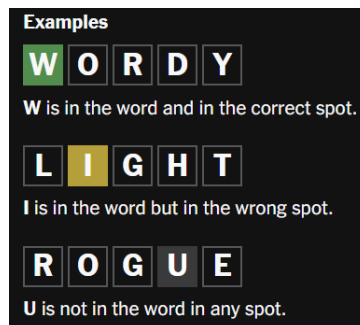 Examples
WORDY
W is in the word and in the correct spot.
LIGHT
I is in the word but in the wrong spot.
ROGUE
U is not in the word in any spot.